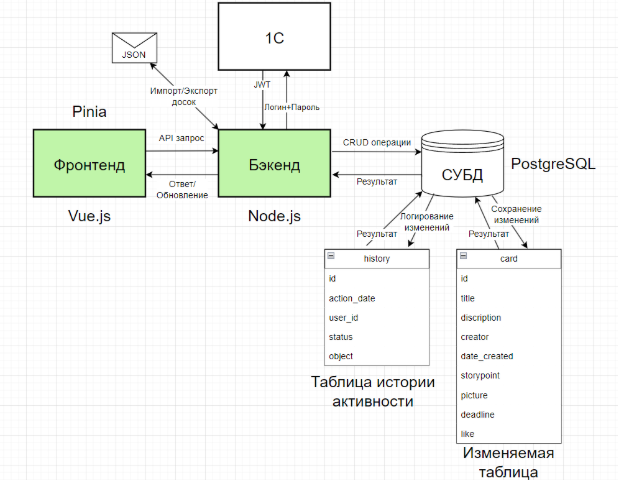 1С
JSON
JWT
Импорт/Экспорт
досок
Логин+Пароль
Pinia
API запрос
CRUD операции
Фронтенд
Бэкенд
СУБД
PostgreSQL
Ответ/
Обновление
Результат
Vue.js
Node.js
Логирование
изменений
Результат
Сохранение
изменений
Результат
history
id
action_date
user_id
status
object
Таблица истории
активности
card
id
title
discription
creator
date_created
storypoint
picture
deadline
like
Изменяемая
таблица